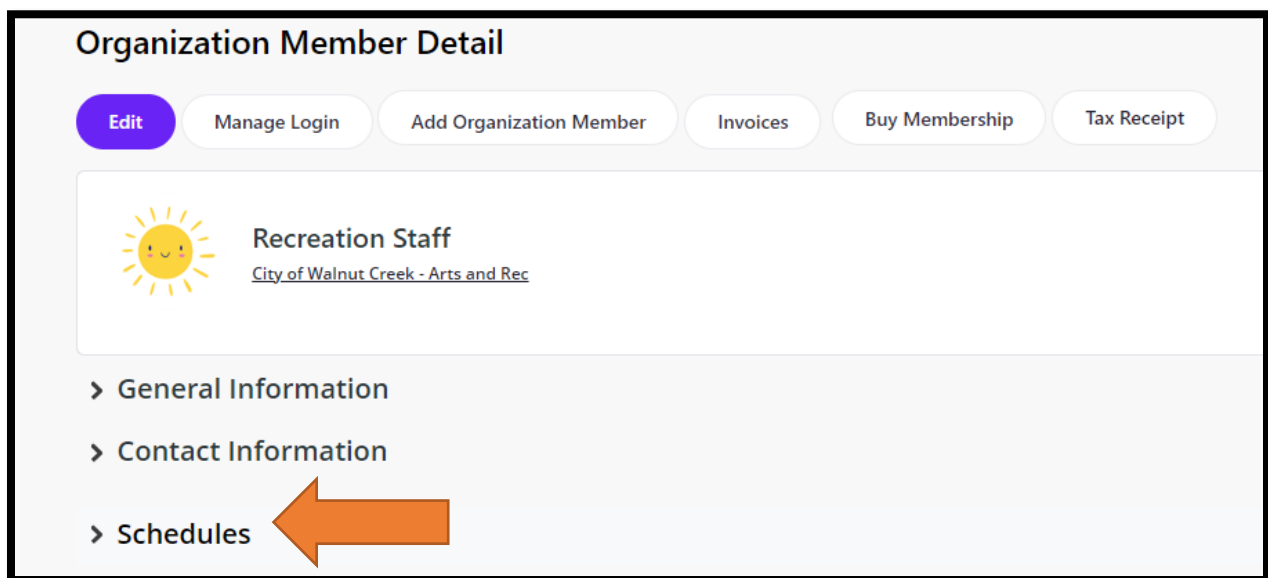 Organization Member Detail
Edit Manage Login Add Organization Member Invoices Buy Membership Tax Receipt
Recreation Staff
City of Walnut Creek - Arts and Rec
General Information
Contact Information
Schedules